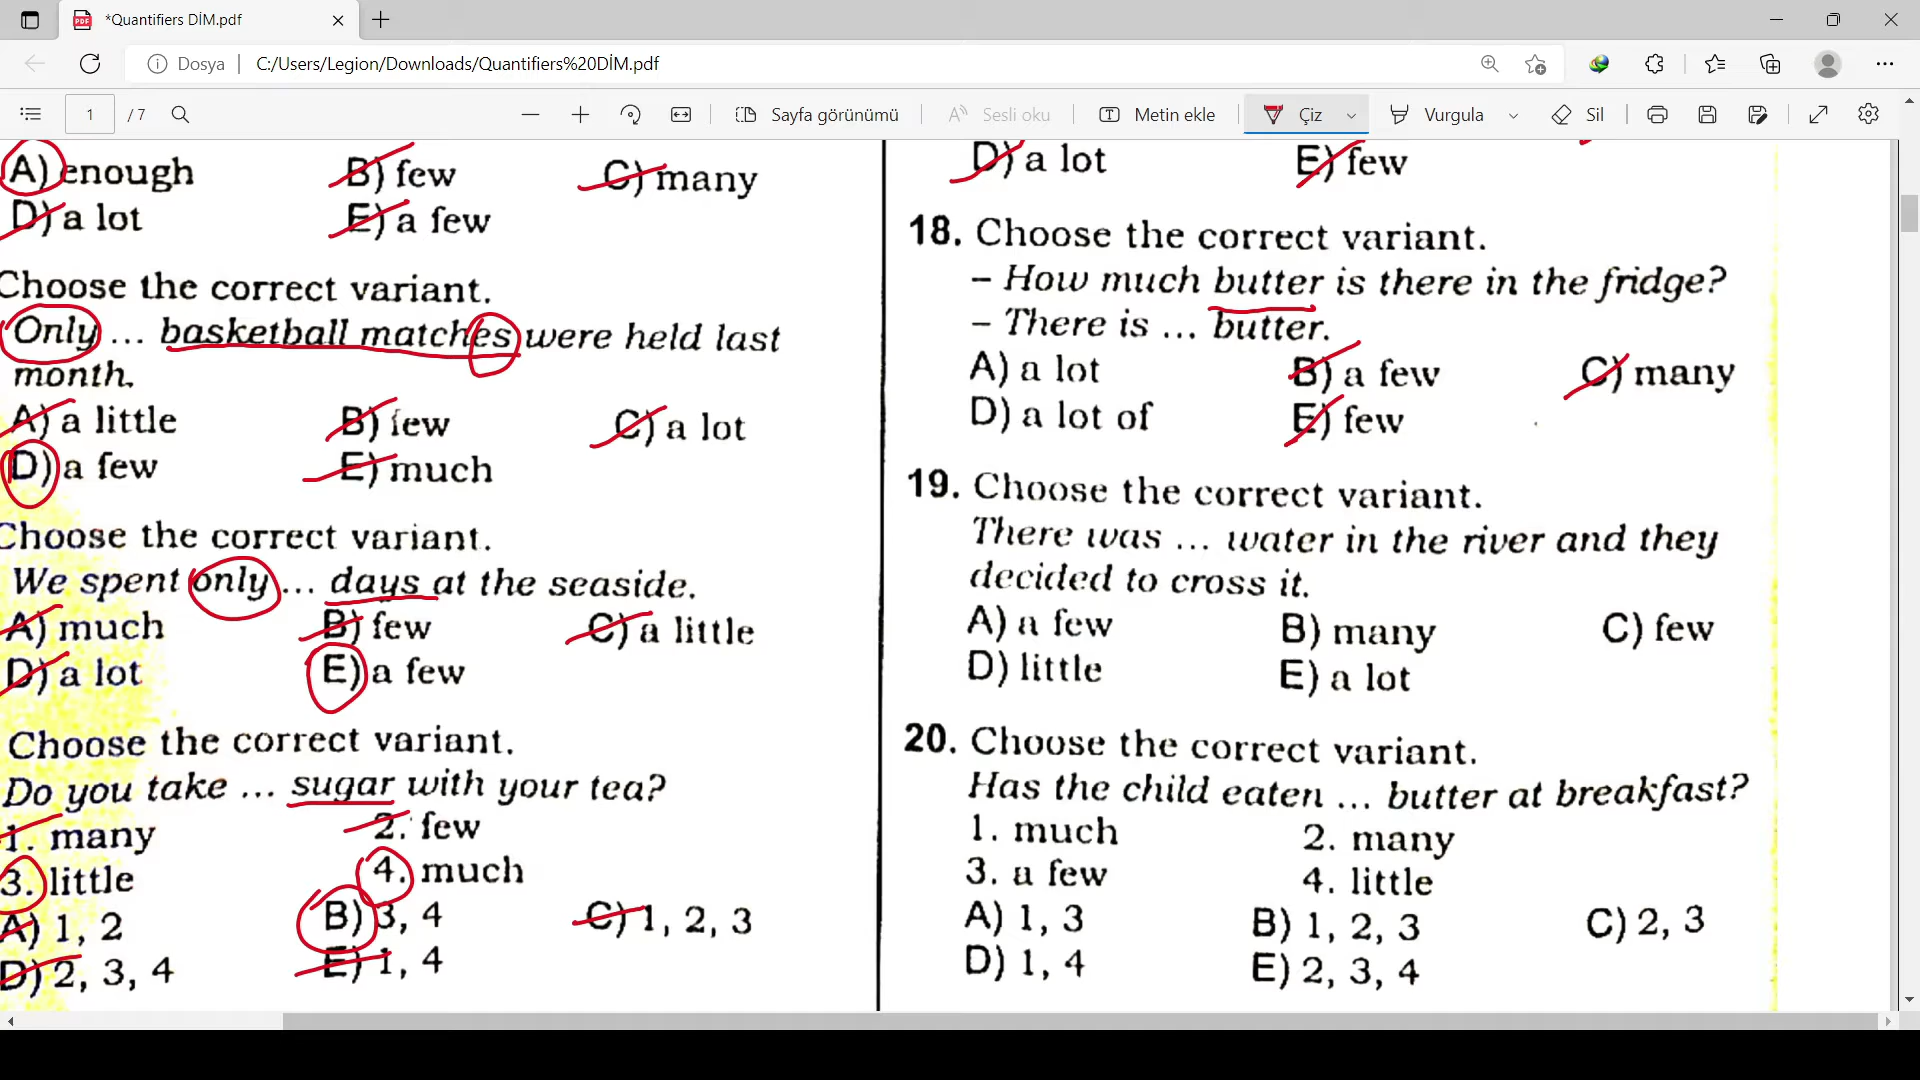 *Quantifiers DİM.pdf
Dosya
C:/Users/Legion/Downloads/Quantifiers%20DİM.pdf
1 / 7
Sayfa görünümü
Sesli oku
Metin ekle
Çiz
Vurgula
Sil
A) enough B) few C) many
D) a lot E) a few
Choose the correct variant.
Only ... basketball matches were held last
month.
A) a little B) few C) a lot
D) a few E) much
Choose the correct variant.
We spent only ... days at the seaside.
A) much B) few C) a little
D) a lot E) a few
Choose the correct variant.
Do you take ... sugar with your tea?
1. many 2. few
3. little 4. much
A) 1, 2 B) 3, 4 C) 1, 2, 3
D) 2, 3, 4 E) 1, 4
D) a lot E) few
18. Choose the correct variant.
– How much butter is there in the fridge?
– There is ... butter.
A) a lot B) a few C) many
D) a lot of E) few
19. Choose the correct variant.
There was ... water in the river and they
decided to cross it.
A) a few B) many C) few
D) little E) a lot
20. Choose the correct variant.
Has the child eaten ... butter at breakfast?
1. much 2. many
3. a few 4. little
A) 1, 3 B) 1, 2, 3 C) 2, 3
D) 1, 4 E) 2, 3, 4